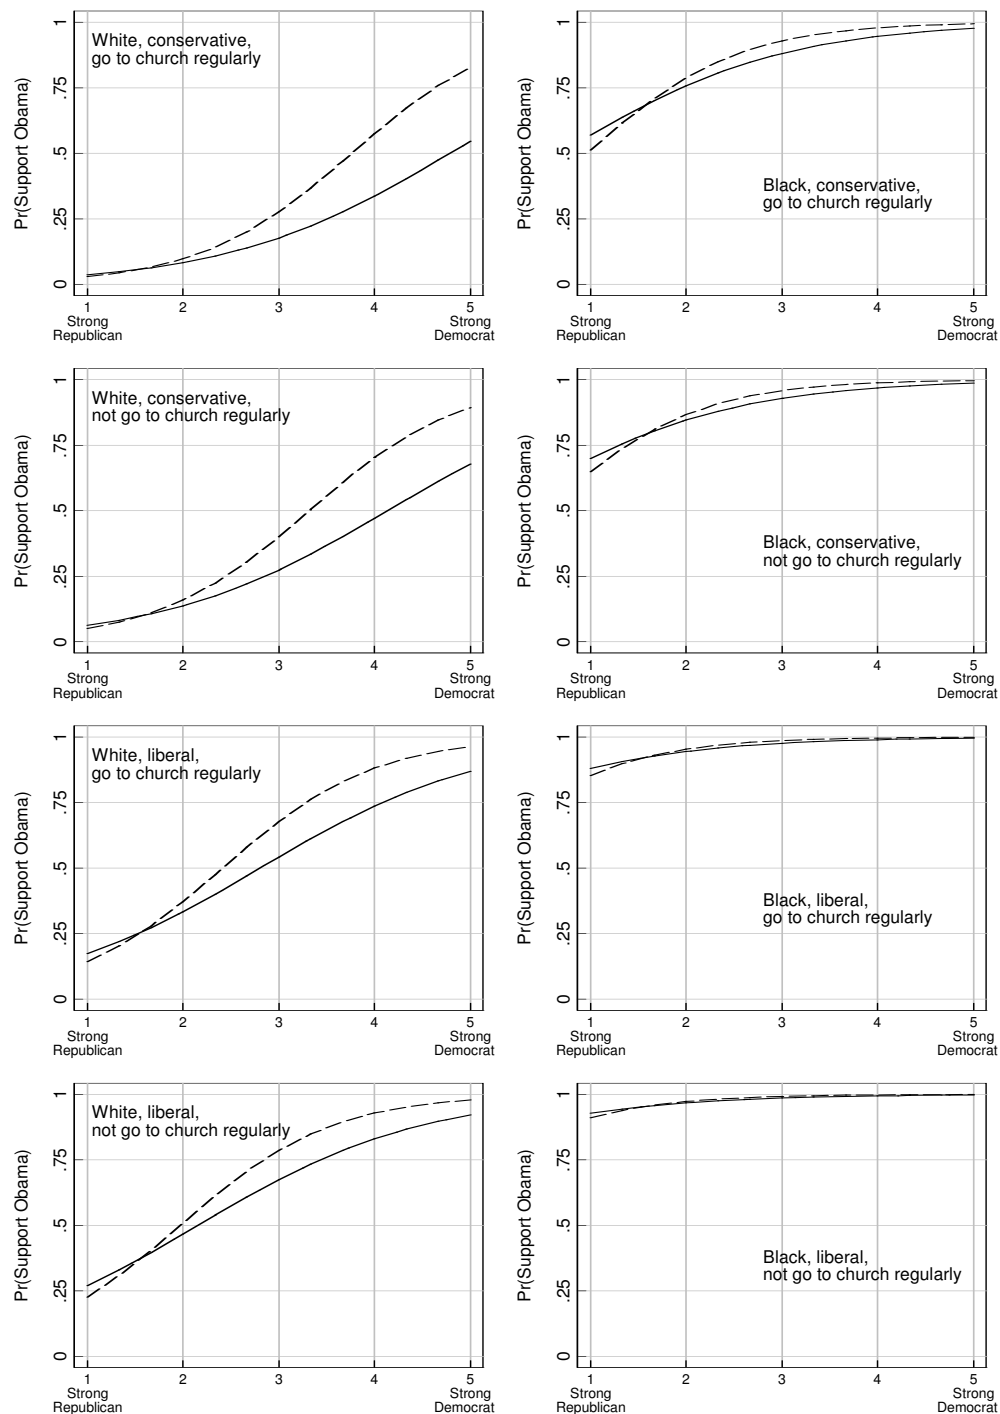 Pr(Support Obama)
1
.75
.5
.25
0
White, conservative,
go to church regularly
1
2
3
4
5
Strong
Republican
Strong
Democrat
Pr(Support Obama)
1
.75
.5
.25
0
Black, conservative,
go to church regularly
1
2
3
4
5
Strong
Republican
Strong
Democrat
Pr(Support Obama)
1
.75
.5
.25
0
White, conservative,
not go to church regularly
1
2
3
4
5
Strong
Republican
Strong
Democrat
Pr(Support Obama)
1
.75
.5
.25
0
Black, conservative,
not go to church regularly
1
2
3
4
5
Strong
Republican
Strong
Democrat
Pr(Support Obama)
1
.75
.5
.25
0
White, liberal,
go to church regularly
1
2
3
4
5
Strong
Republican
Strong
Democrat
Pr(Support Obama)
1
.75
.5
.25
0
Black, liberal,
go to church regularly
1
2
3
4
5
Strong
Republican
Strong
Democrat
Pr(Support Obama)
1
.75
.5
.25
0
White, liberal,
not go to church regularly
1
2
3
4
5
Strong
Republican
Strong
Democrat
Pr(Support Obama)
1
.75
.5
.25
0
Black, liberal,
not go to church regularly
1
2
3
4
5
Strong
Republican
Strong
Democrat